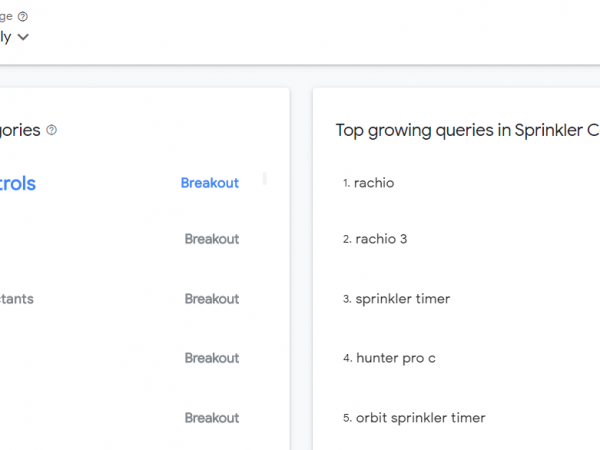 ge
ly
gories
trols Breakout
Breakout
tants Breakout
Breakout
Breakout
Top growing queries in Sprinkler C
1. rachio
2. rachio 3
3. sprinkler timer
4. hunter pro c
5. orbit sprinkler timer